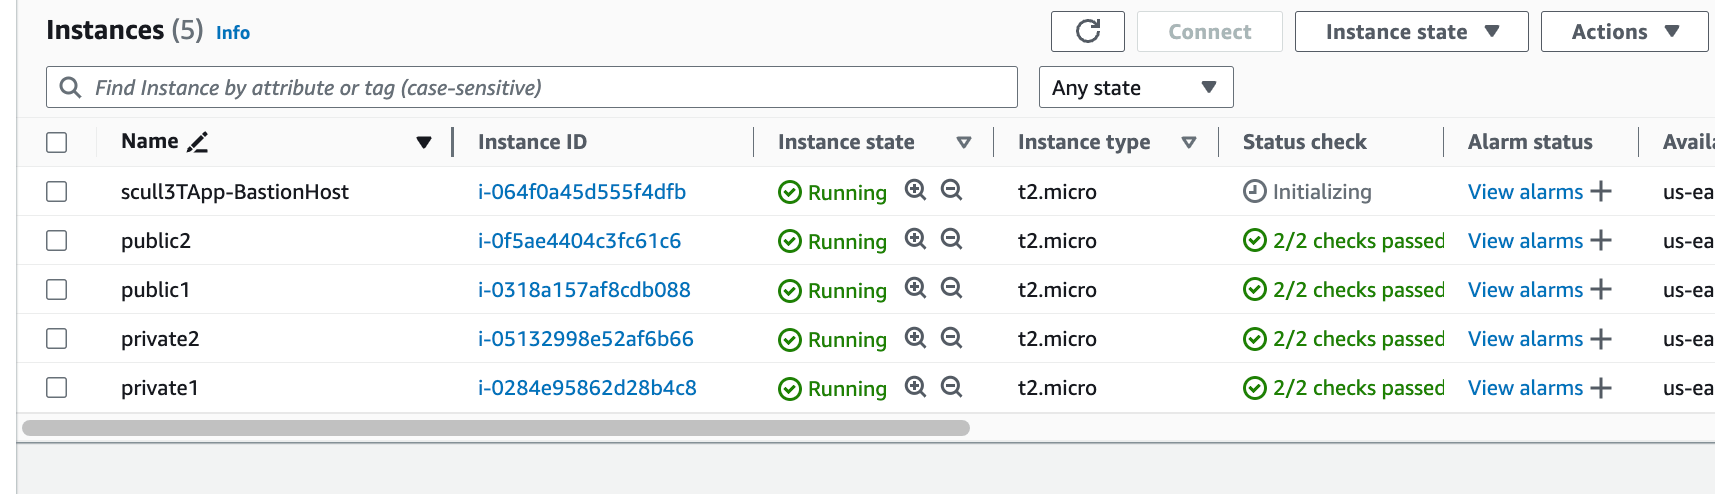 Instances (5) Info Connect Instance state Actions
Find Instance by attribute or tag (case-sensitive) Any state
Name Instance ID Instance state Instance type Status check Alarm status Availa
scull3TApp-BastionHost i-064f0a45d555f4dfb Running t2.micro Initializing View alarms us-ea
public2 i-0f5ae4404c3fc61c6 Running t2.micro 2/2 checks passed View alarms us-ea
public1 i-0318a157af8cdb088 Running t2.micro 2/2 checks passed View alarms us-ea
private2 i-05132998e52af6b66 Running t2.micro 2/2 checks passed View alarms us-ea
private1 i-0284e95862d28b4c8 Running t2.micro 2/2 checks passed View alarms us-ea